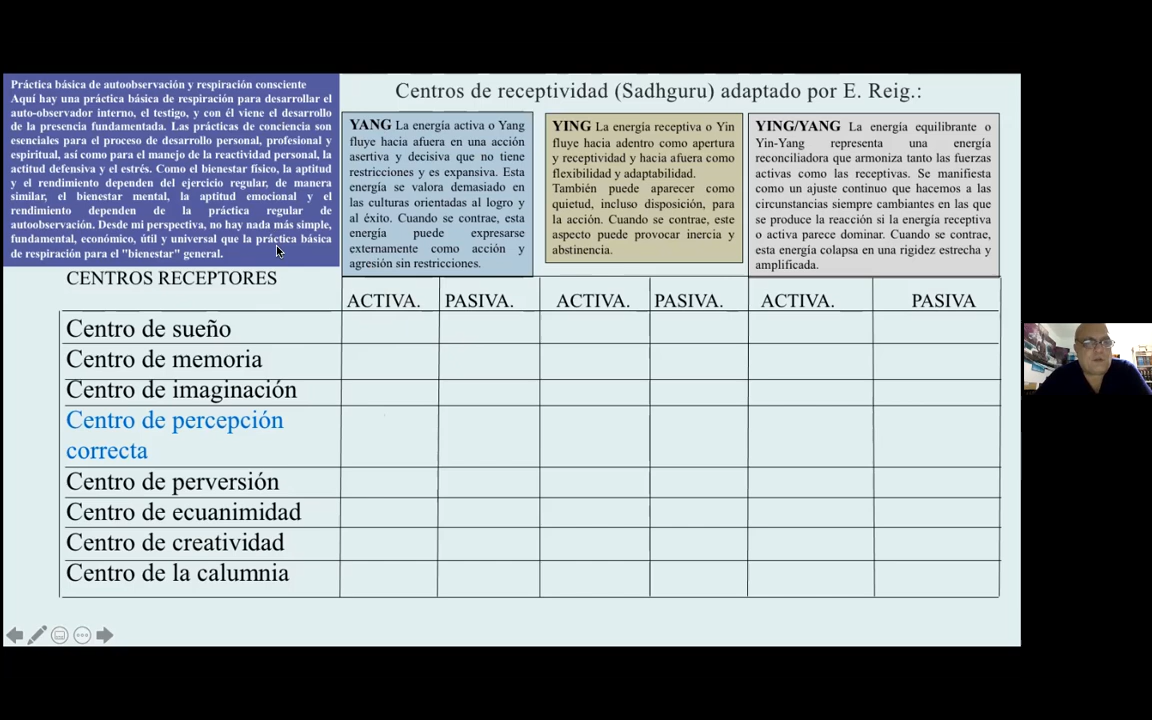 Práctica básica de autoobservación y respiración consciente
Aquí hay una práctica básica de respiración para desarrollar el
auto-observador interno, el testigo, y con él viene el desarrollo
de la presencia fundamentada. Las prácticas de conciencia son
esenciales para el proceso de desarrollo personal, profesional y
espiritual, así como para el manejo de la reactividad personal, la
actitud defensiva y el estrés. Como el bienestar físico, la aptitud
y el rendimiento dependen del ejercicio regular, de manera
similar, el bienestar mental, la aptitud emocional y el
rendimiento dependen de la práctica regular de
autoobservación. Desde mi perspectiva, no hay nada más simple,
fundamental, económico, útil y universal que la práctica básica
de respiración para el "bienestar" general.
Centros de receptividad (Sadhguru) adaptado por E. Reig.:
YANG La energía activa o Yang
fluye hacia afuera en una acción
asertiva y decisiva que no tiene
restricciones y es expansiva. Esta
energía se valora demasiado en
las culturas orientadas al logro y
al éxito. Cuando se contrae, esta
energía puede expresarse
externamente como acción y
agresión sin restricciones.
YING La energía receptiva o Yin
fluye hacia adentro como apertura
y receptividad y hacia afuera como
flexibilidad y adaptabilidad.
También puede aparecer como
quietud, incluso disposición, para
la acción. Cuando se contrae, este
aspecto puede provocar inercia y
abstinencia.
YING/YANG La energía equilibrante o
Yin-Yang representa una energía
reconciliadora que armoniza tanto las fuerzas
activas como las receptivas. Se manifiesta
como un ajuste continuo que hacemos a las
circunstancias siempre cambiantes en las que
se produce la reacción si la energía receptiva
o activa parece dominar. Cuando se contrae,
esta energía colapsa en una rigidez estrecha y
amplificada.
CENTROS RECEPTORES
ACTIVA. PASIVA. ACTIVA. PASIVA. ACTIVA. PASIVA
Centro de sueño
Centro de memoria
Centro de imaginación
Centro de percepción
correcta
Centro de perversión
Centro de ecuanimidad
Centro de creatividad
Centro de la calumnia